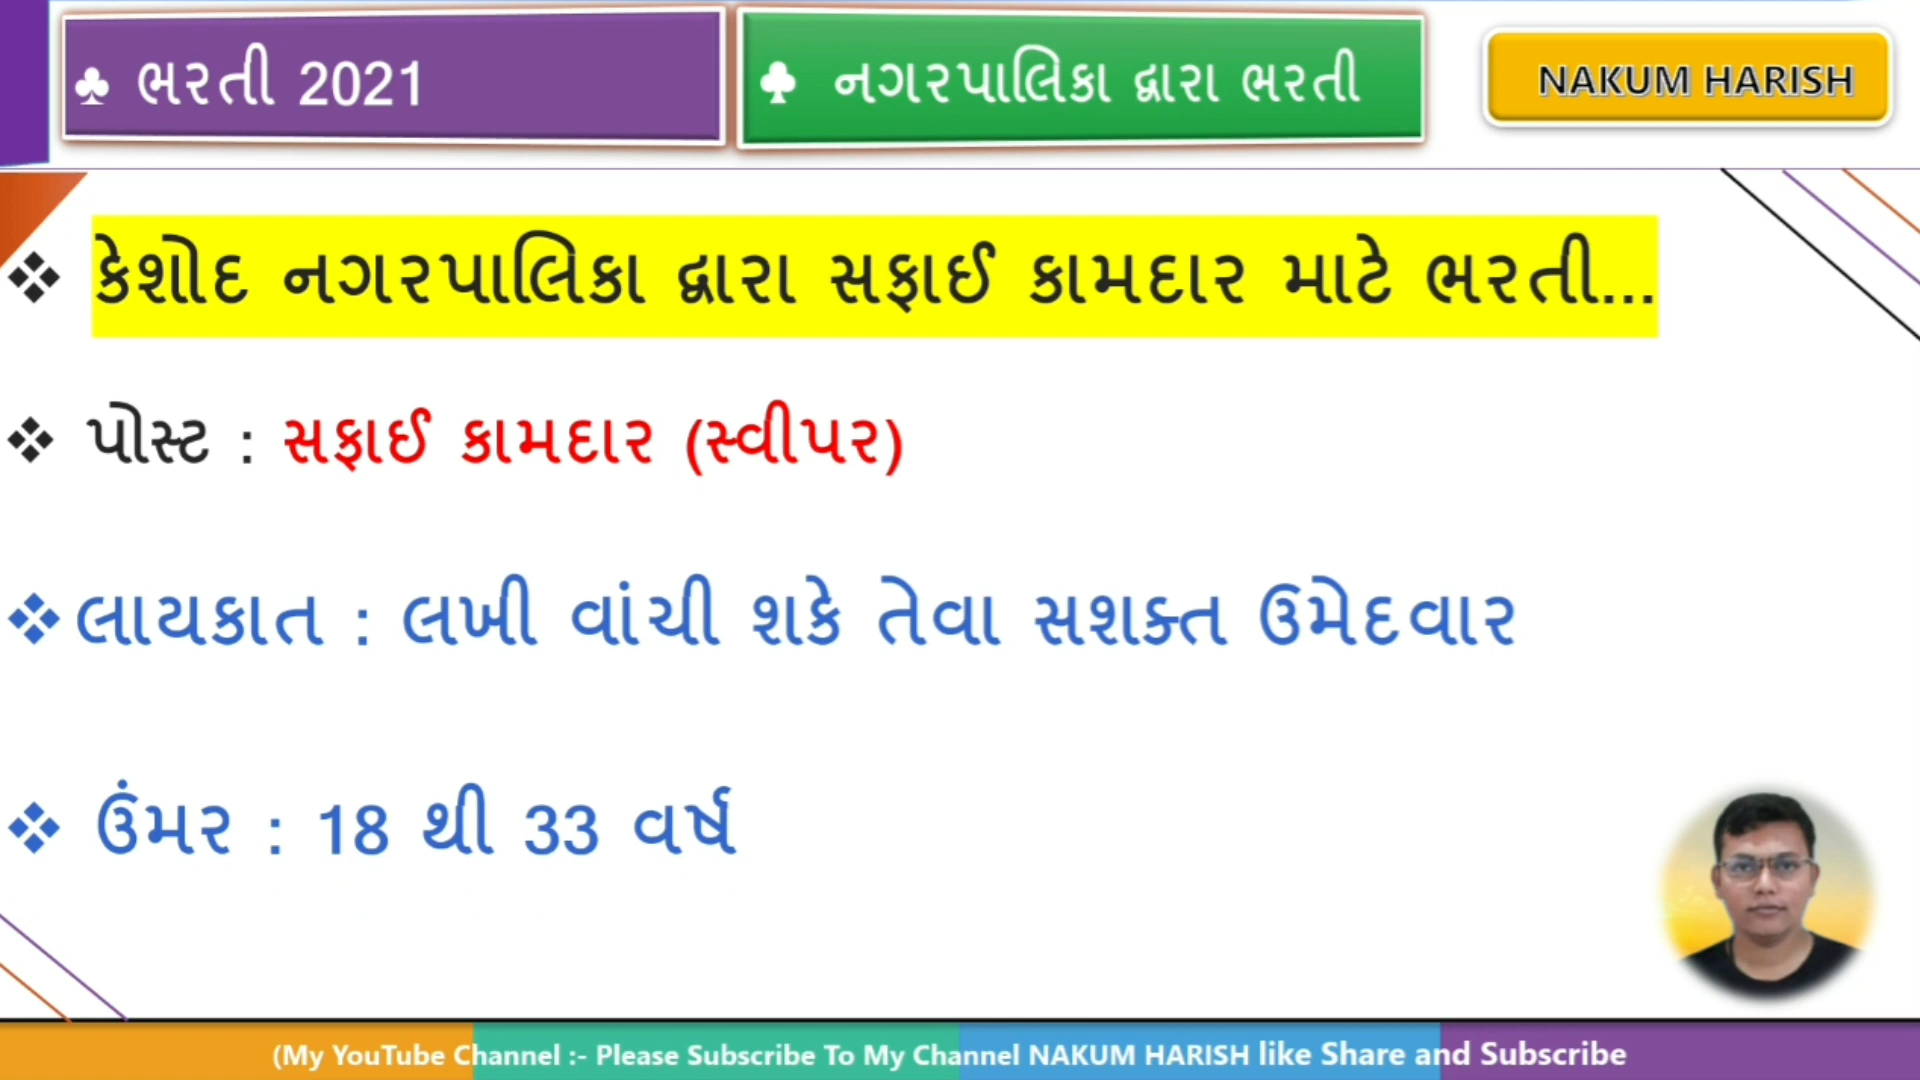 ♣ ભરતી 2021
♣ નગરપાલિકા દ્વારા ભરતી
NAKUM HARISH
❖ કેશોદ નગરપાલિકા દ્વારા સફાઈ કામદાર માટે ભરતી...
❖ પોસ્ટ : સફાઈ કામદાર (સ્વીપર)
❖ લાયકાત : લખી વાંચી શકે તેવા સશક્ત ઉમેદવાર
❖ ઉંમર : 18 થી 33 વર્ષ
(My YouTube Channel :- Please Subscribe To My Channel NAKUM HARISH like Share and Subscribe